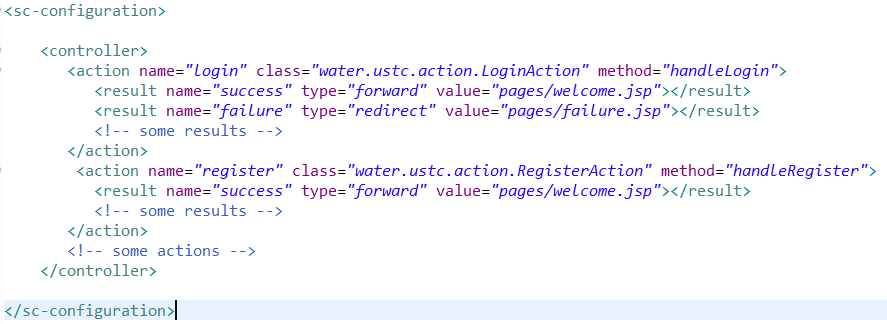 <sc-configuration>
<controller>
<action name="login" class="water.ustc.action.LoginAction" method="handleLogin">
<result name="success" type="forward" value="pages/welcome.jsp"></result>
<result name="failure" type="redirect" value="pages/failure.jsp"></result>
<!-- some results -->
</action>
<action name="register" class="water.ustc.action.RegisterAction" method="handleRegister">
<result name="success" type="forward" value="pages/welcome.jsp"></result>
<!-- some results -->
</action>
<!-- some actions -->
</controller>
</sc-configuration>